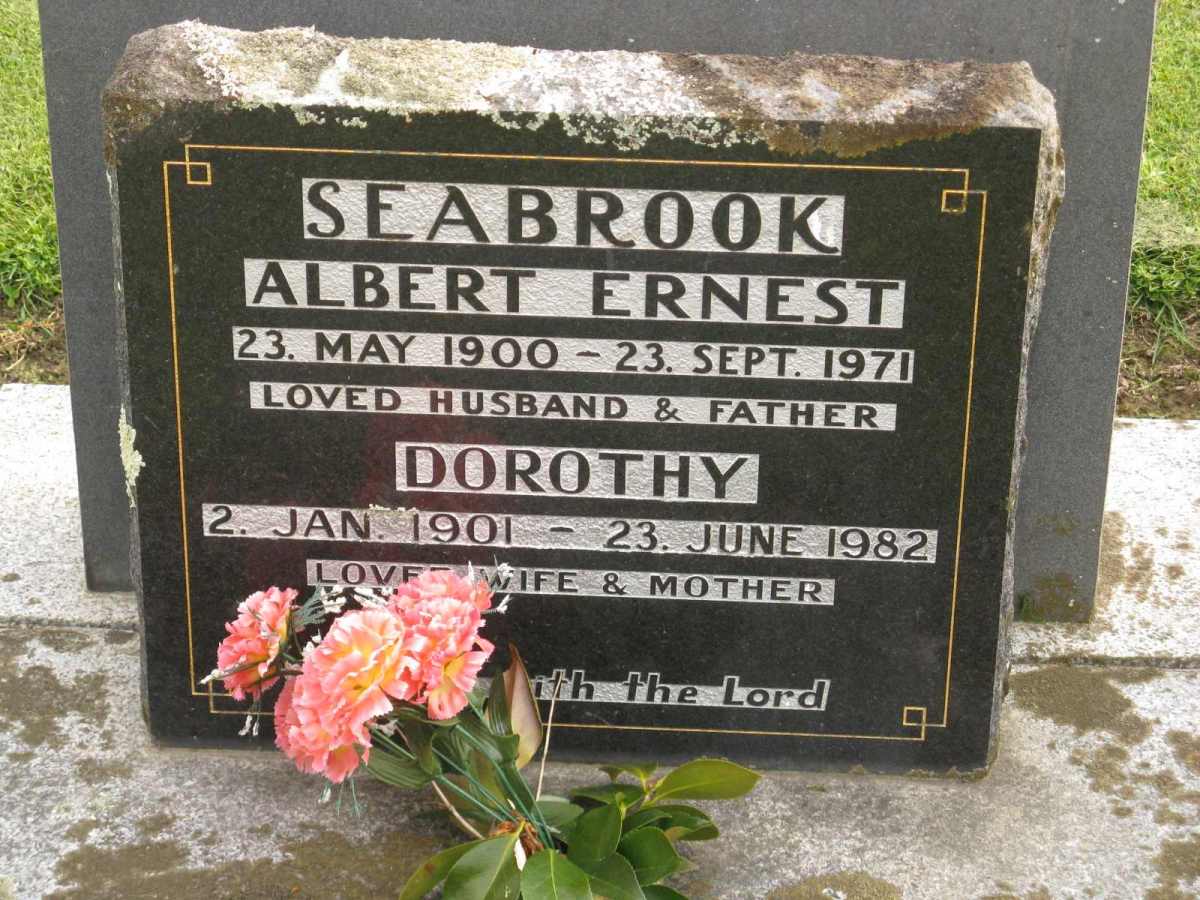 SEABROOK
ALBERT ERNEST
23. MAY 1900 - 23. SEPT. 1971
LOVED HUSBAND & FATHER
DOROTHY
2. JAN. 1901 - 23. JUNE 1982
LOVED WIFE & MOTHER
the Lord